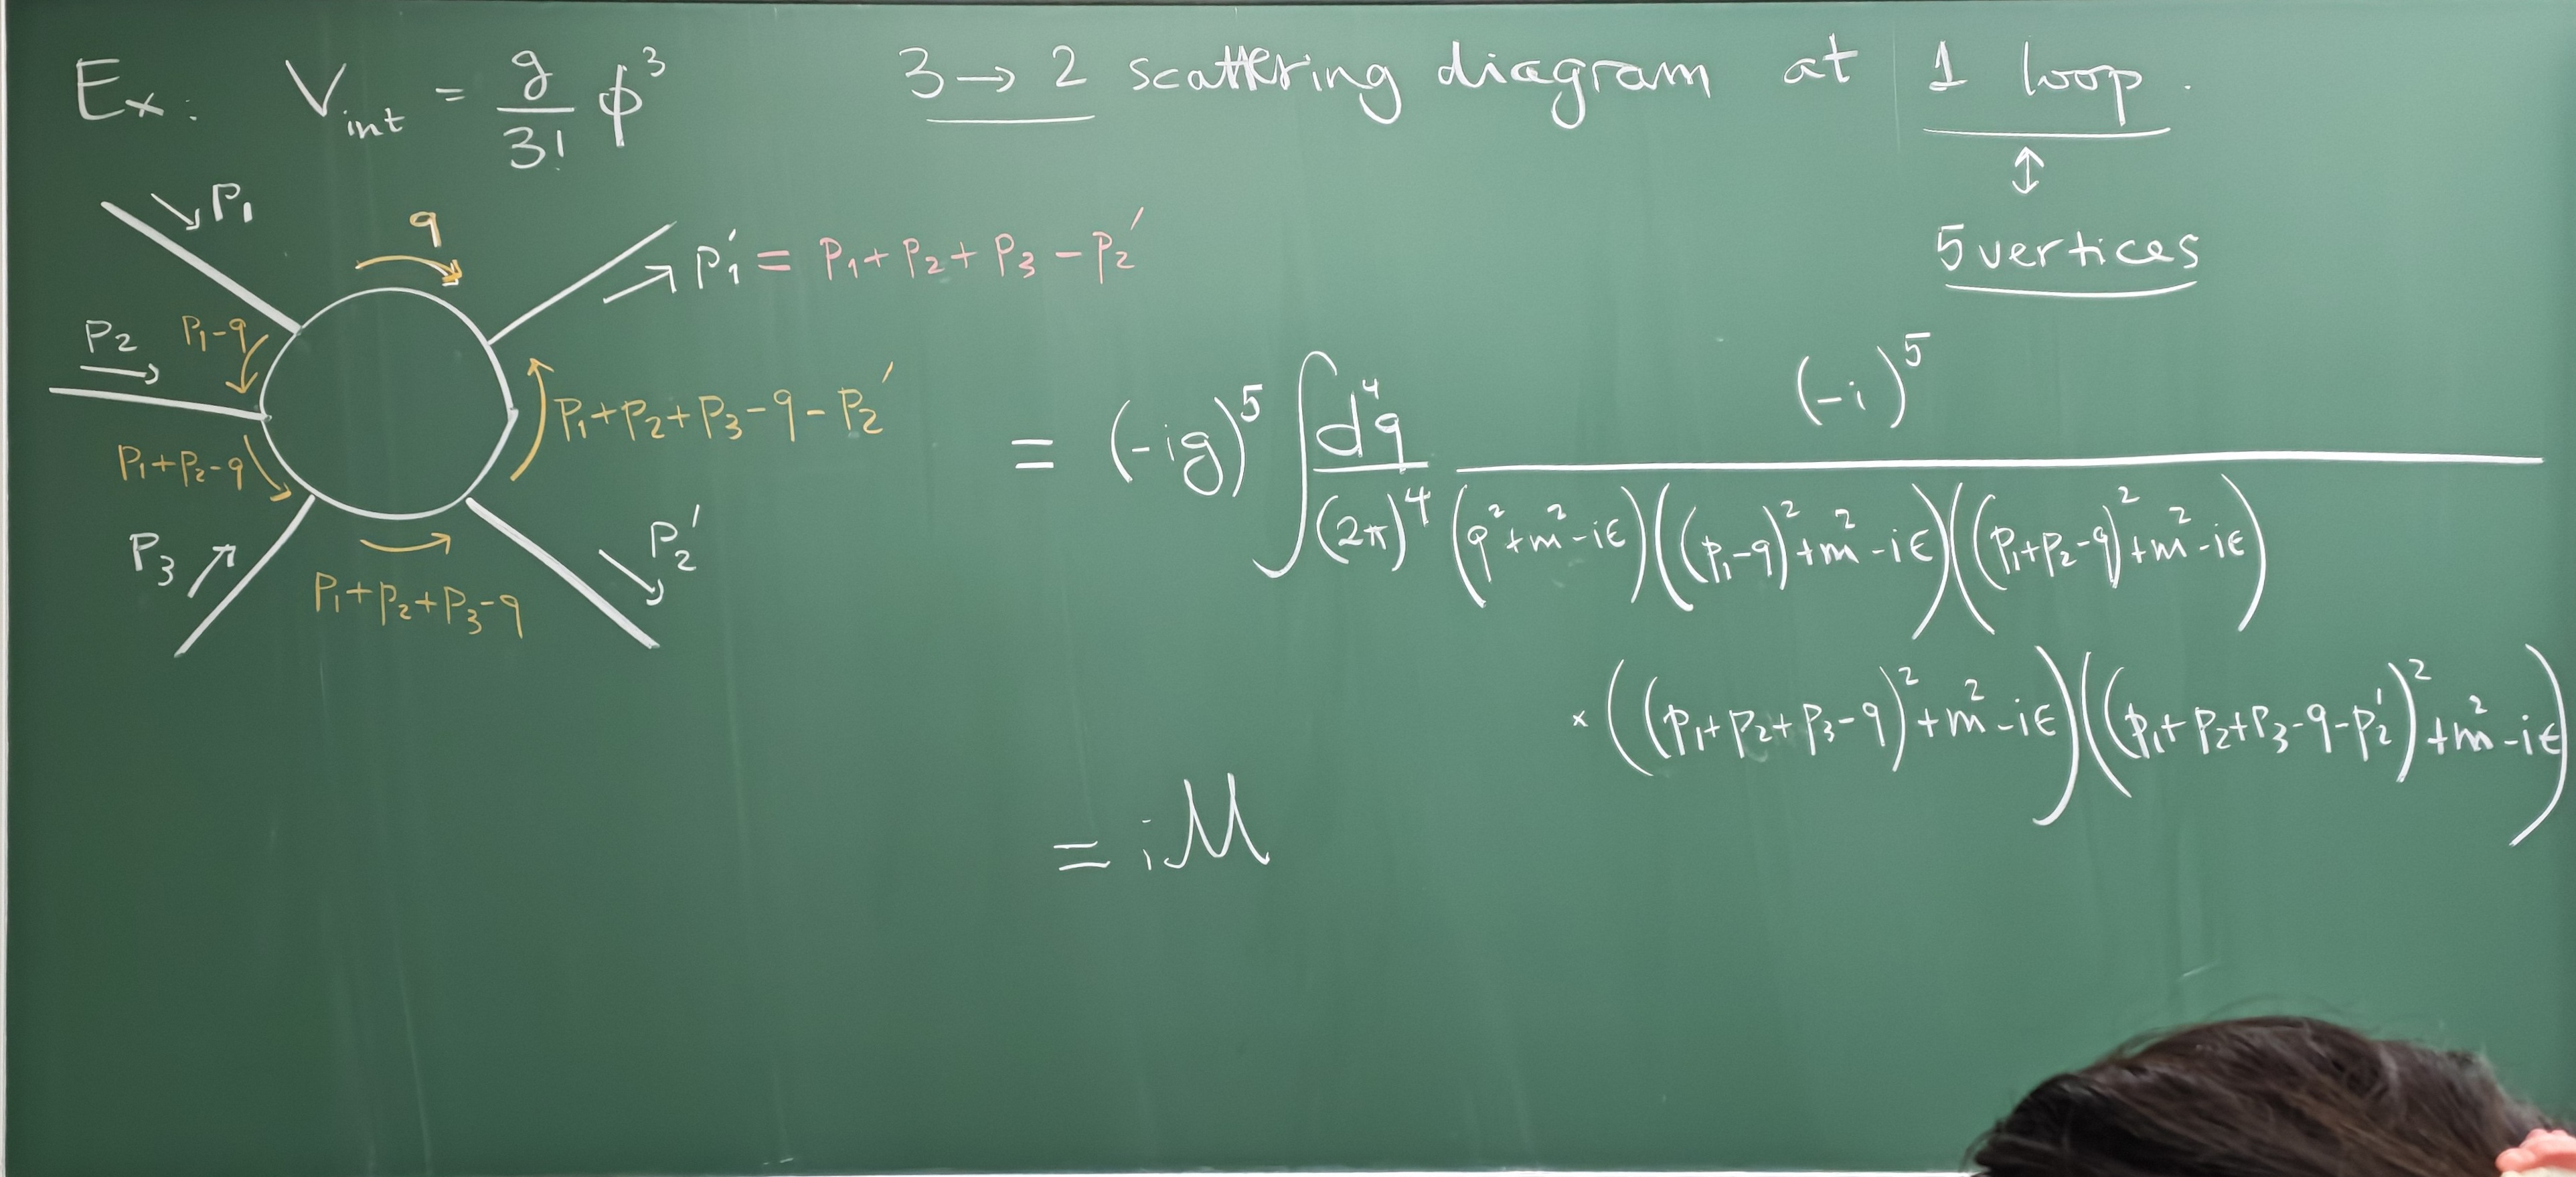 Ex: V_int = g/3! ϕ³ 3 → 2 scattering diagram at 1 loop.
↕
5 vertices
P₁
q
P₁' = P₁ + P₂ + P₃ - P₂'
P₂
P₁-q
P₁+P₂+P₃-q-P₂'
P₁+P₂-q
P₃
P₂'
P₁+P₂+P₃-q
= (-ig)⁵ ∫ d⁴q/(2π)⁴ (-i)⁵ / (q²+m²-iϵ)((P₁-q)²+m²-iϵ)((P₁+P₂-q)²+m²-iϵ)
× ((P₁+P₂+P₃-q)²+m²-iϵ)((P₁+P₂+P₃-q-P₂')²+m²-iϵ)
= iM